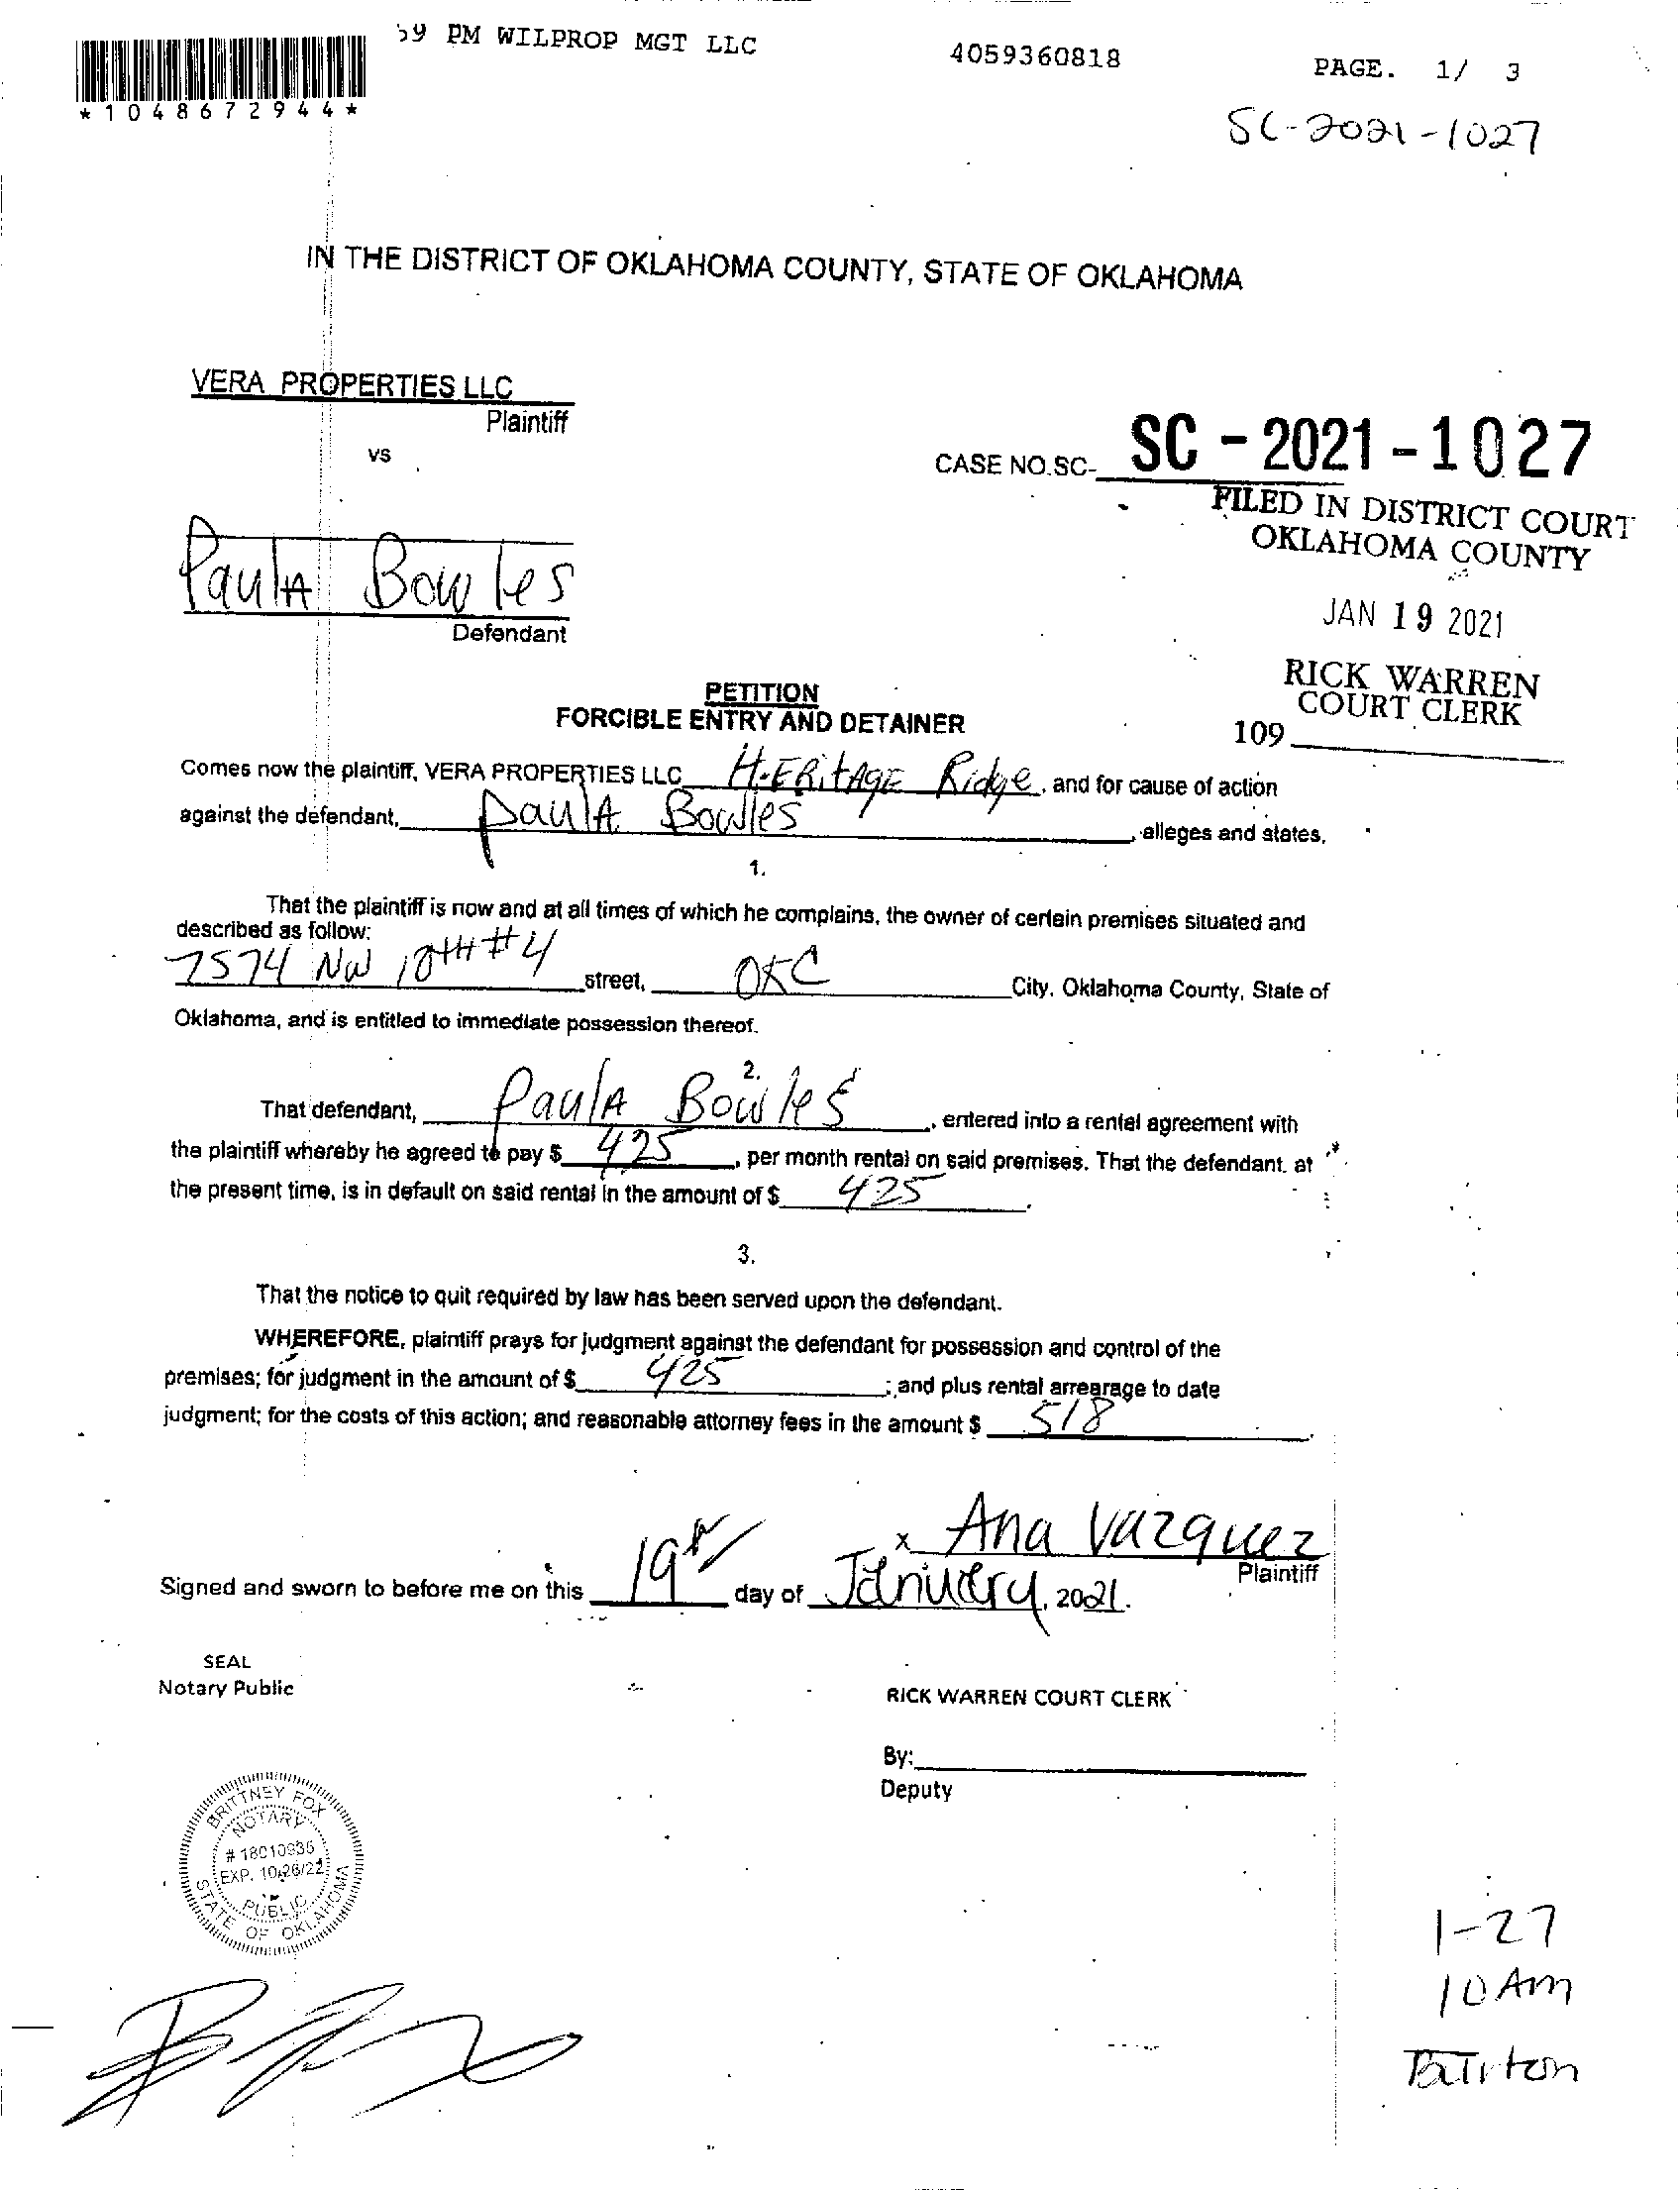 59 PM WILPROP MGT LLC 4059360818 PAGE. 1/ 3
*1048672944*
SC-2021-1027
IN THE DISTRICT OF OKLAHOMA COUNTY, STATE OF OKLAHOMA
VERA PROPERTIES LLC
Plaintiff
vs
CASE NO.SC- SC-2021-1027
FILED IN DISTRICT COURT
OKLAHOMA COUNTY
Paula Bowles
Defendant
JAN 19 2021
RICK WARREN
COURT CLERK
109
PETITION
FORCIBLE ENTRY AND DETAINER
Comes now the plaintiff, VERA PROPERTIES LLC HERitAGE Ridge, and for cause of action
against the defendant, PaulA Bowles, alleges and states,
1.
That the plaintiff is now and at all times of which he complains, the owner of certain premises situated and
described as follow:
7574 NW 10TH #4 street, OKC City, Oklahoma County, State of
Oklahoma, and is entitled to immediate possession thereof.
2.
That defendant, PaulA Bowles, entered into a rental agreement with
the plaintiff whereby he agreed to pay $ 425, per month rental on said premises. That the defendant, at
the present time, is in default on said rental in the amount of $ 425.
3.
That the notice to quit required by law has been served upon the defendant.
WHEREFORE, plaintiff prays for judgment against the defendant for possession and control of the
premises; for judgment in the amount of $ 425; and plus rental arrearage to date
judgment; for the costs of this action; and reasonable attorney fees in the amount $ 518.
x Ana Vazquez
Plaintiff
Signed and sworn to before me on this 19th day of January, 2021.
SEAL
Notary Public
RICK WARREN COURT CLERK
By:
Deputy
BRITTNEY FOX
NOTARY
# 18010936
EXP. 10/26/22
PUBLIC
STATE OF OKLAHOMA
1-27
10 Am